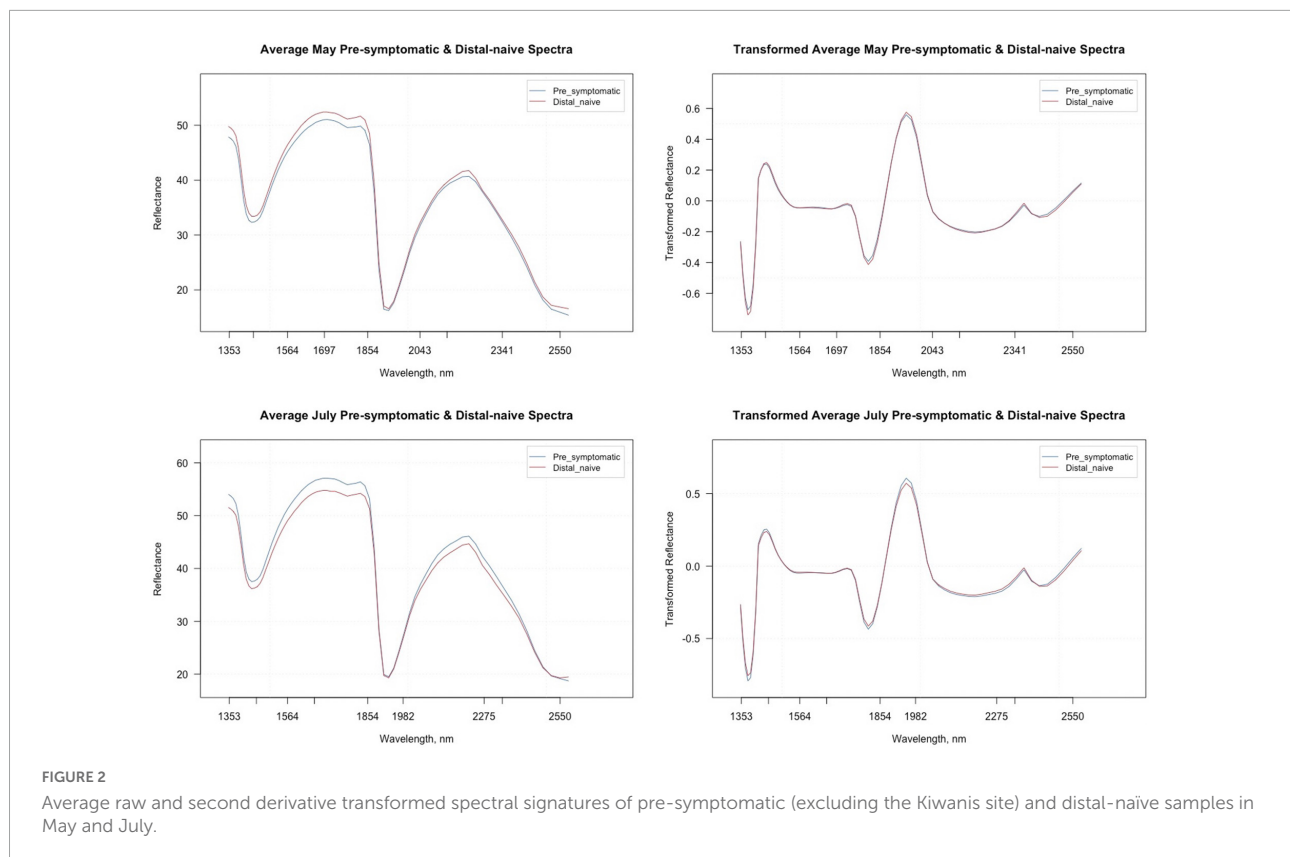 Average May Pre-symptomatic & Distal-naive Spectra
Pre_symptomatic
Distal_naive
Reflectance
50
40
30
20
1353 1564 1697 1854 2043 2341 2550
Wavelength, nm
Transformed Average May Pre-symptomatic & Distal-naive Spectra
Pre_symptomatic
Distal_naive
Transformed Reflectance
0.6
0.4
0.2
0.0
-0.2
-0.4
-0.6
1353 1564 1697 1854 2043 2341 2550
Wavelength, nm
Average July Pre-symptomatic & Distal-naive Spectra
Pre_symptomatic
Distal_naive
Reflectance
60
50
40
30
20
1353 1564 1854 1982 2275 2550
Wavelength, nm
Transformed Average July Pre-symptomatic & Distal-naive Spectra
Pre_symptomatic
Distal_naive
Transformed Reflectance
0.5
0.0
-0.5
1353 1564 1854 1982 2275 2550
Wavelength, nm
FIGURE 2
Average raw and second derivative transformed spectral signatures of pre-symptomatic (excluding the Kiwanis site) and distal-naïve samples in
May and July.